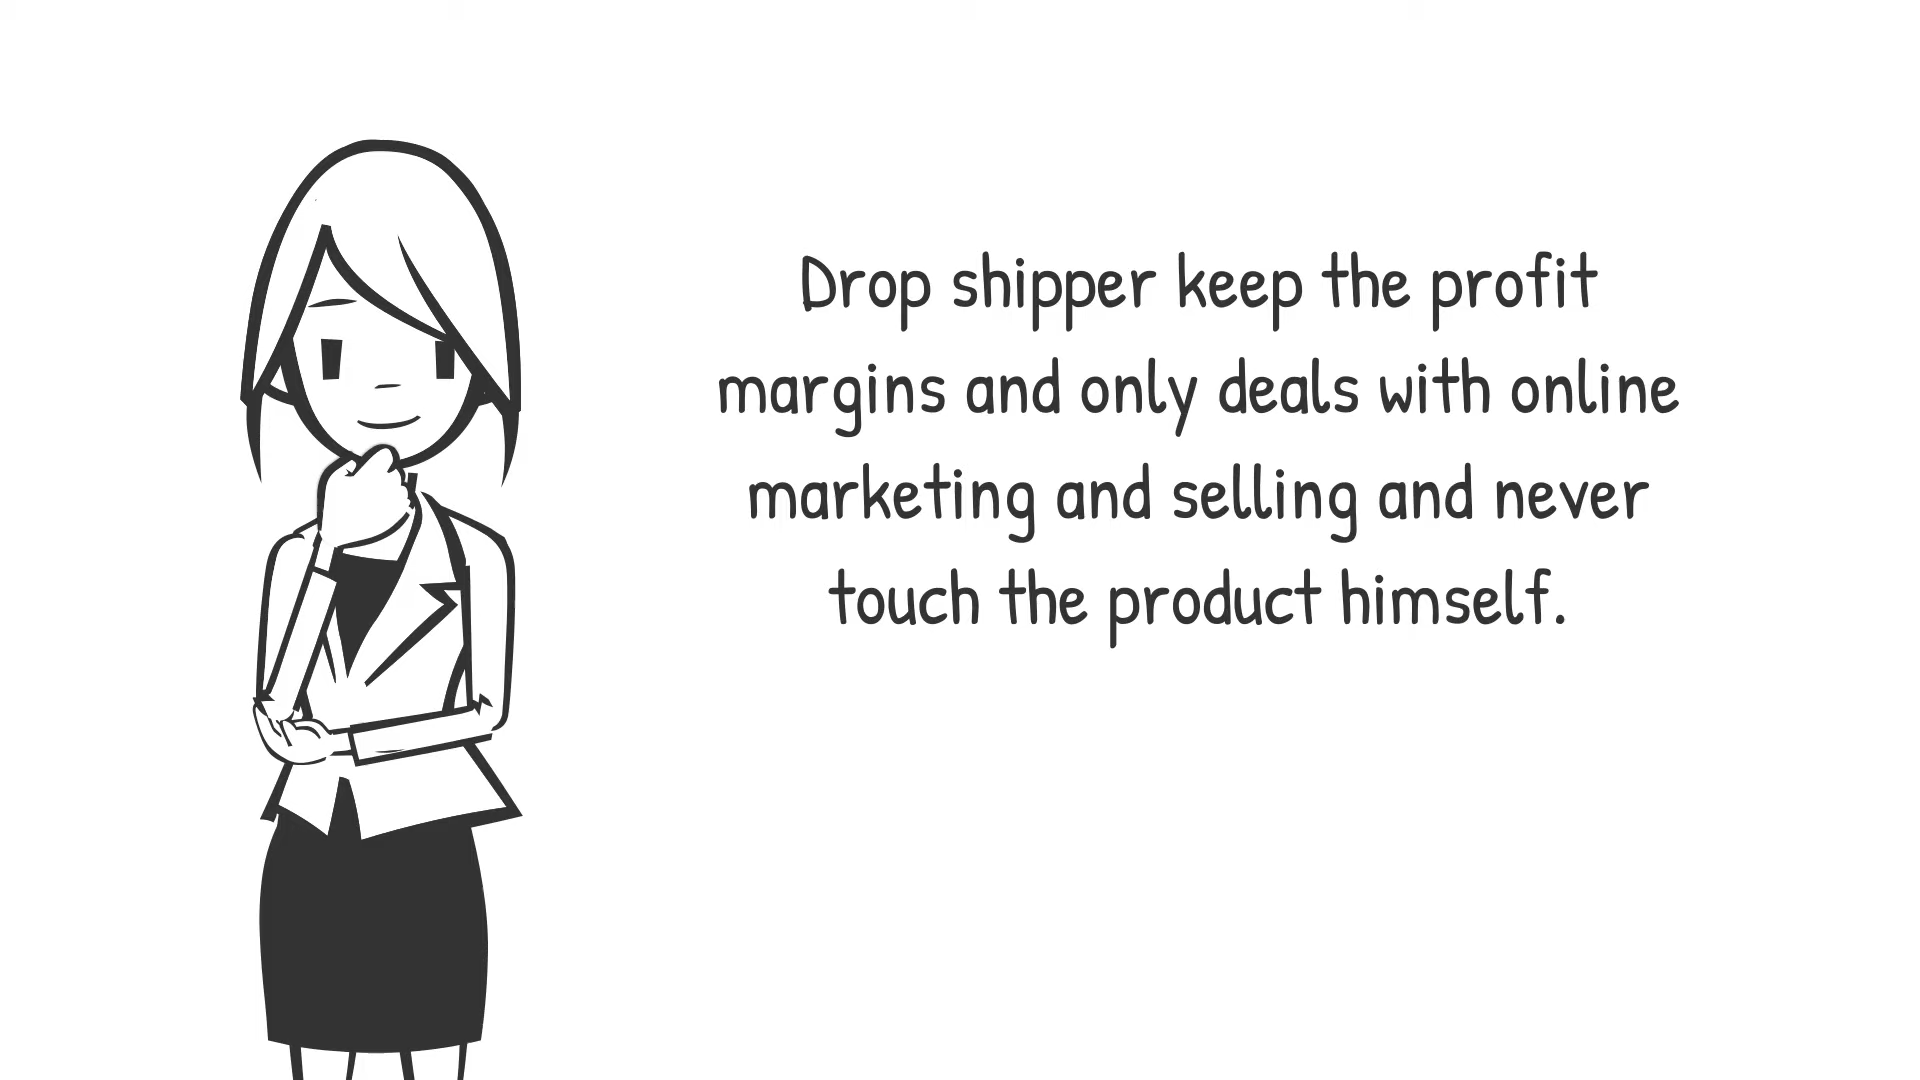 Drop shipper keep the profit
margins and only deals with online
marketing and selling and never
touch the product himself.